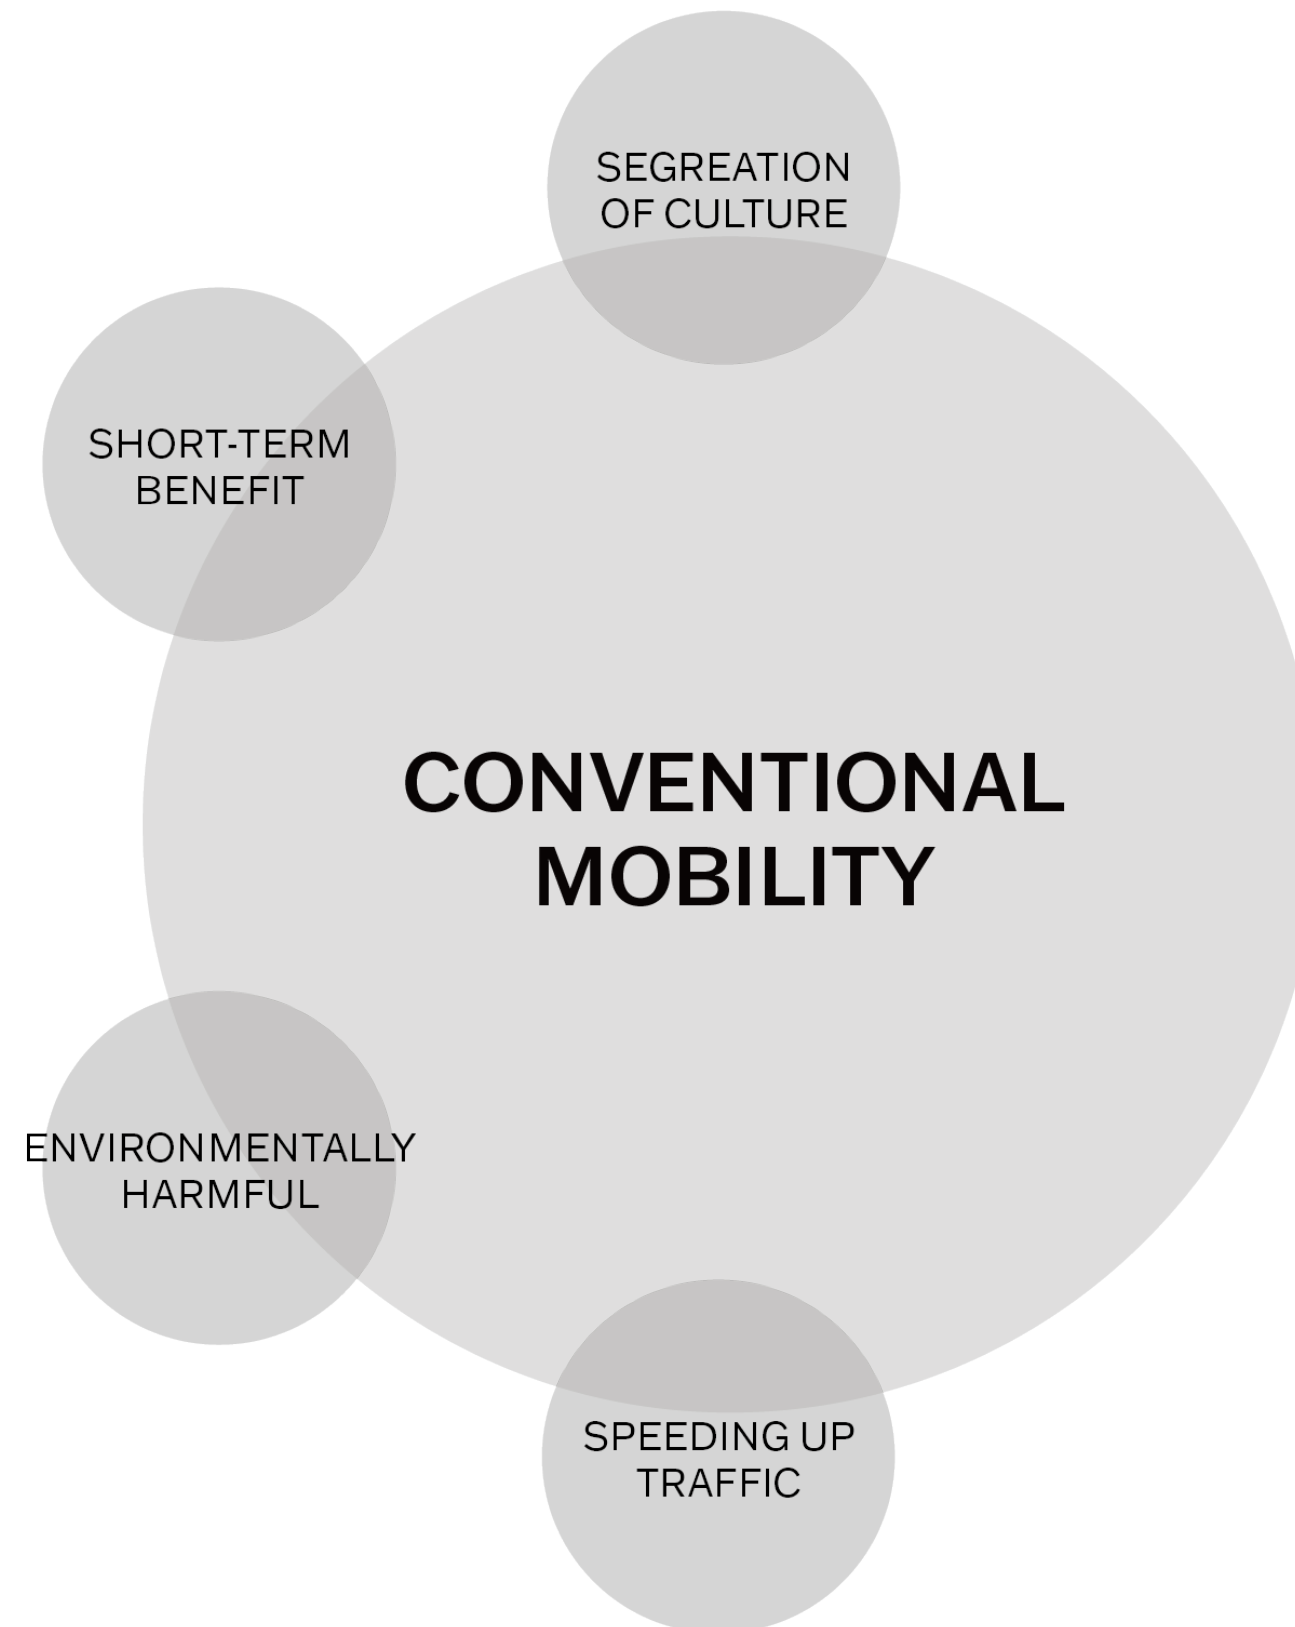 SEGREATION
OF CULTURE
SHORT-TERM
BENEFIT
CONVENTIONAL
MOBILITY
ENVIRONMENTALLY
HARMFUL
SPEEDING UP
TRAFFIC